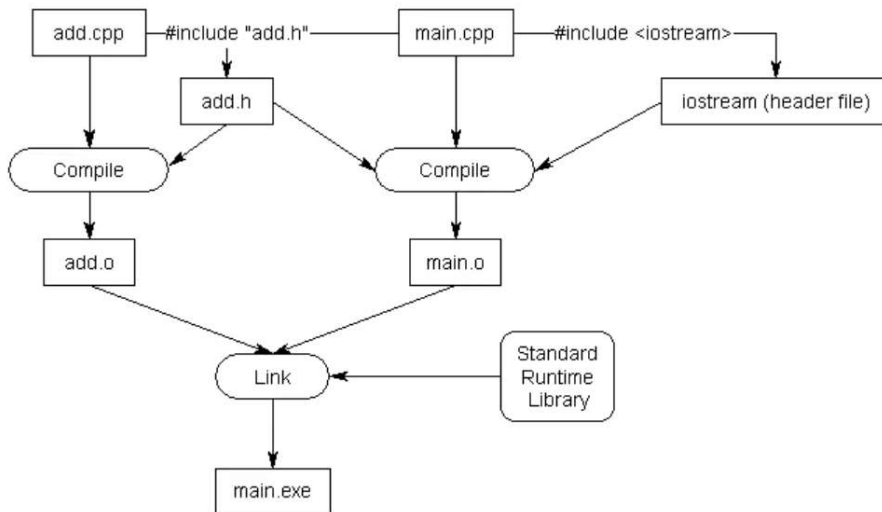 add.cpp
#include "add.h"
main.cpp
#include <iostream>
add.h
iostream (header file)
Compile
Compile
add.o
main.o
Link
Standard
Runtime
Library
main.exe